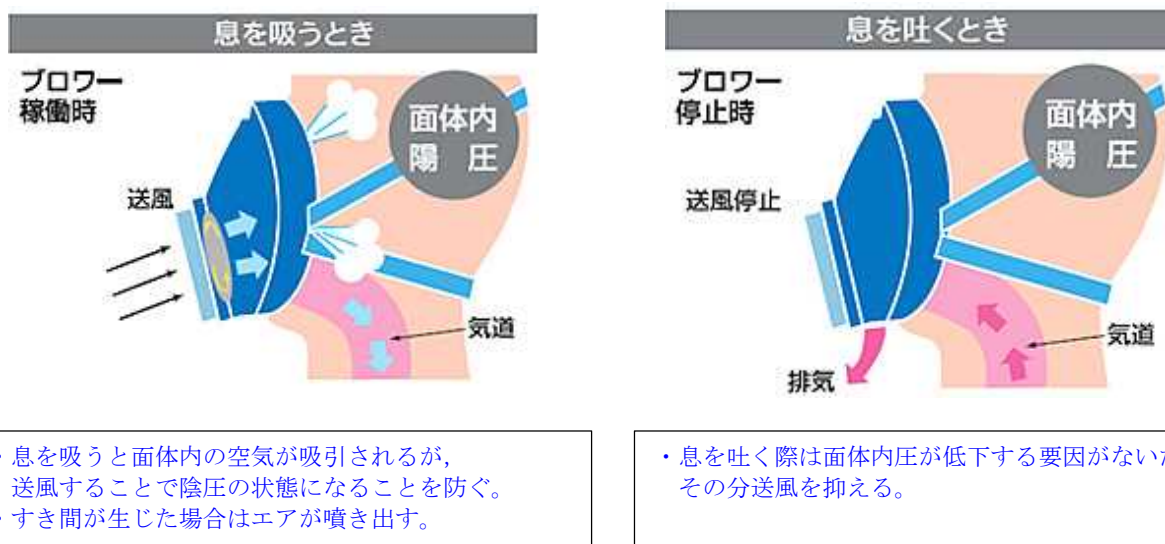 息を吸うとき
ブロワー
稼働時
面体内
陽 圧
送風
気道
・息を吸うと面体内の空気が吸引されるが,
送風することで陰圧の状態になることを防ぐ。
・すき間が生じた場合はエアが噴き出す。
息を吐くとき
ブロワー
停止時
面体内
陽 圧
送風停止
気道
排気
・息を吐く際は面体内圧が低下する要因がない
その分送風を抑える。